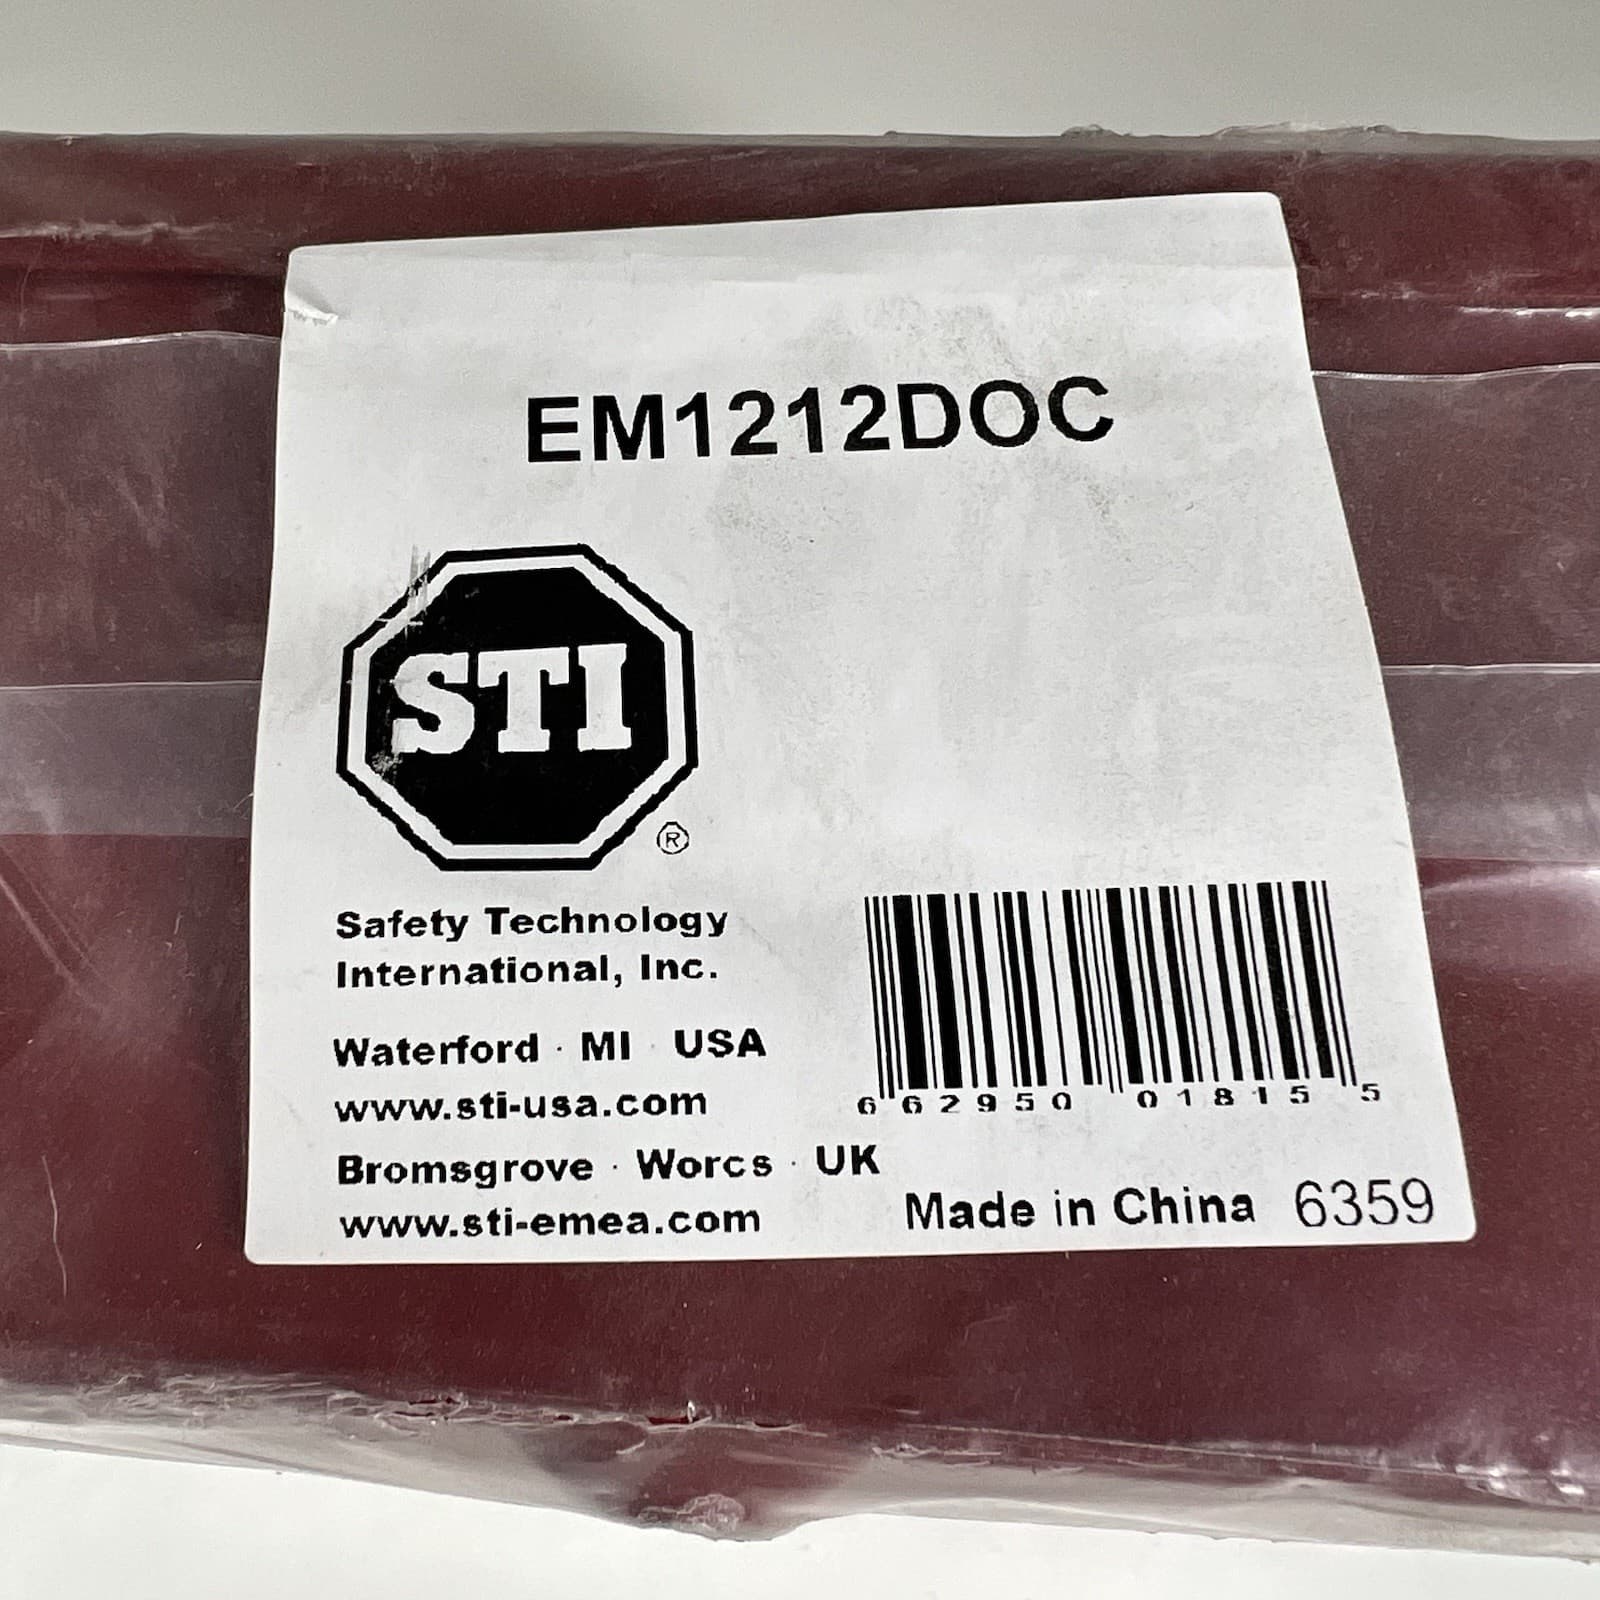 EM1212DOC
STI
®
Safety Technology
International, Inc.
Waterford · MI · USA
www.sti-usa.com
Bromsgrove · Worcs · UK
www.sti-emea.com
6 62950 01815 5
Made in China 6359